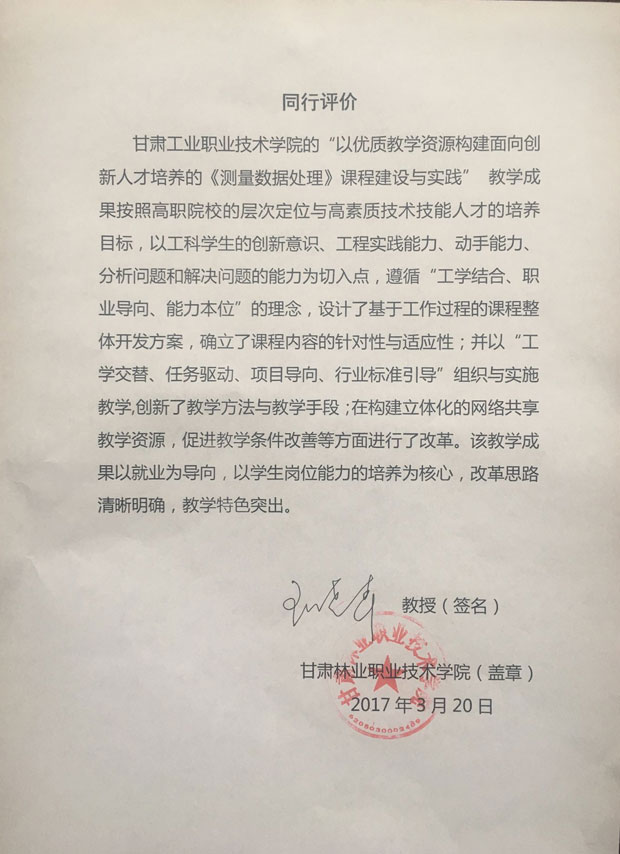 同行评价
甘肃工业职业技术学院的“以优质教学资源构建面向创
新人才培养的《测量数据处理》课程建设与实践” 教学成
果按照高职院校的层次定位与高素质技术技能人才的培养
目标，以工科学生的创新意识、工程实践能力、动手能力、
分析问题和解决问题的能力为切入点，遵循“工学结合、职
业导向、能力本位”的理念，设计了基于工作过程的课程整
体开发方案，确立了课程内容的针对性与适应性；并以“工
学交替、任务驱动、项目导向、行业标准引导”组织与实施
教学,创新了教学方法与教学手段；在构建立体化的网络共享
教学资源，促进教学条件改善等方面进行了改革。该教学成
果以就业为导向，以学生岗位能力的培养为核心，改革思路
清晰明确，教学特色突出。
教授（签名）
甘肃林业职业技术学院
甘肃林业职业技术学院（盖章）
2017 年 3 月 20 日